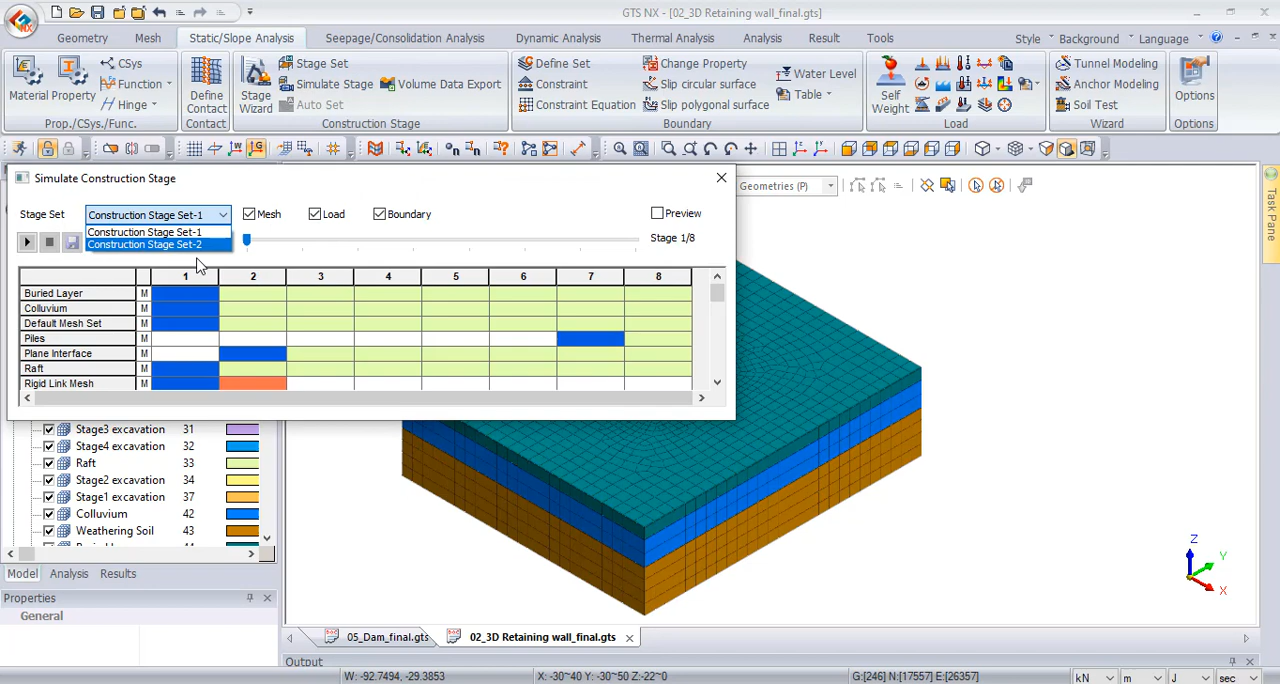 GTS NX - [02_3D Retaining wall_final.gts]
Geometry Mesh Static/Slope Analysis Seepage/Consolidation Analysis Dynamic Analysis Thermal Analysis Analysis Result Tools Style Background Language
NX
CSys Stage Set Define Set Change Property Tunnel Modeling
Function Simulate Stage Volume Data Export Constraint Slip circular surface Water Level Anchor Modeling
Material Property Hinge Define Contact Stage Wizard Auto Set Constraint Equation Slip polygonal surface Table Self Weight Soil Test Options
Prop./CSys./Func. Contact Construction Stage Boundary Load Wizard Options
Simulate Construction Stage
Geometries (P)
Stage Set Construction Stage Set-1 Mesh Load Boundary Preview
Construction Stage Set-1
Construction Stage Set-2
Stage 1/8
1 2 3 4 5 6 7 8
Buried Layer M
Colluvium M
Default Mesh Set M
Piles M
Plane Interface M
Raft M
Rigid Link Mesh M
Stage3 excavation 31
Stage4 excavation 32
Raft 33
Stage2 excavation 34
Stage1 excavation 37
Colluvium 42
Weathering Soil 43
Model Analysis Results
Properties
General
Task Pane
Z
Y
X
05_Dam_final.gts 02_3D Retaining wall_final.gts
Output
W: -92.7494, -29.3853 X: -30~40 Y: -30~50 Z:-22~0 G:[246] N:[17557] E:[26357] kN m J sec